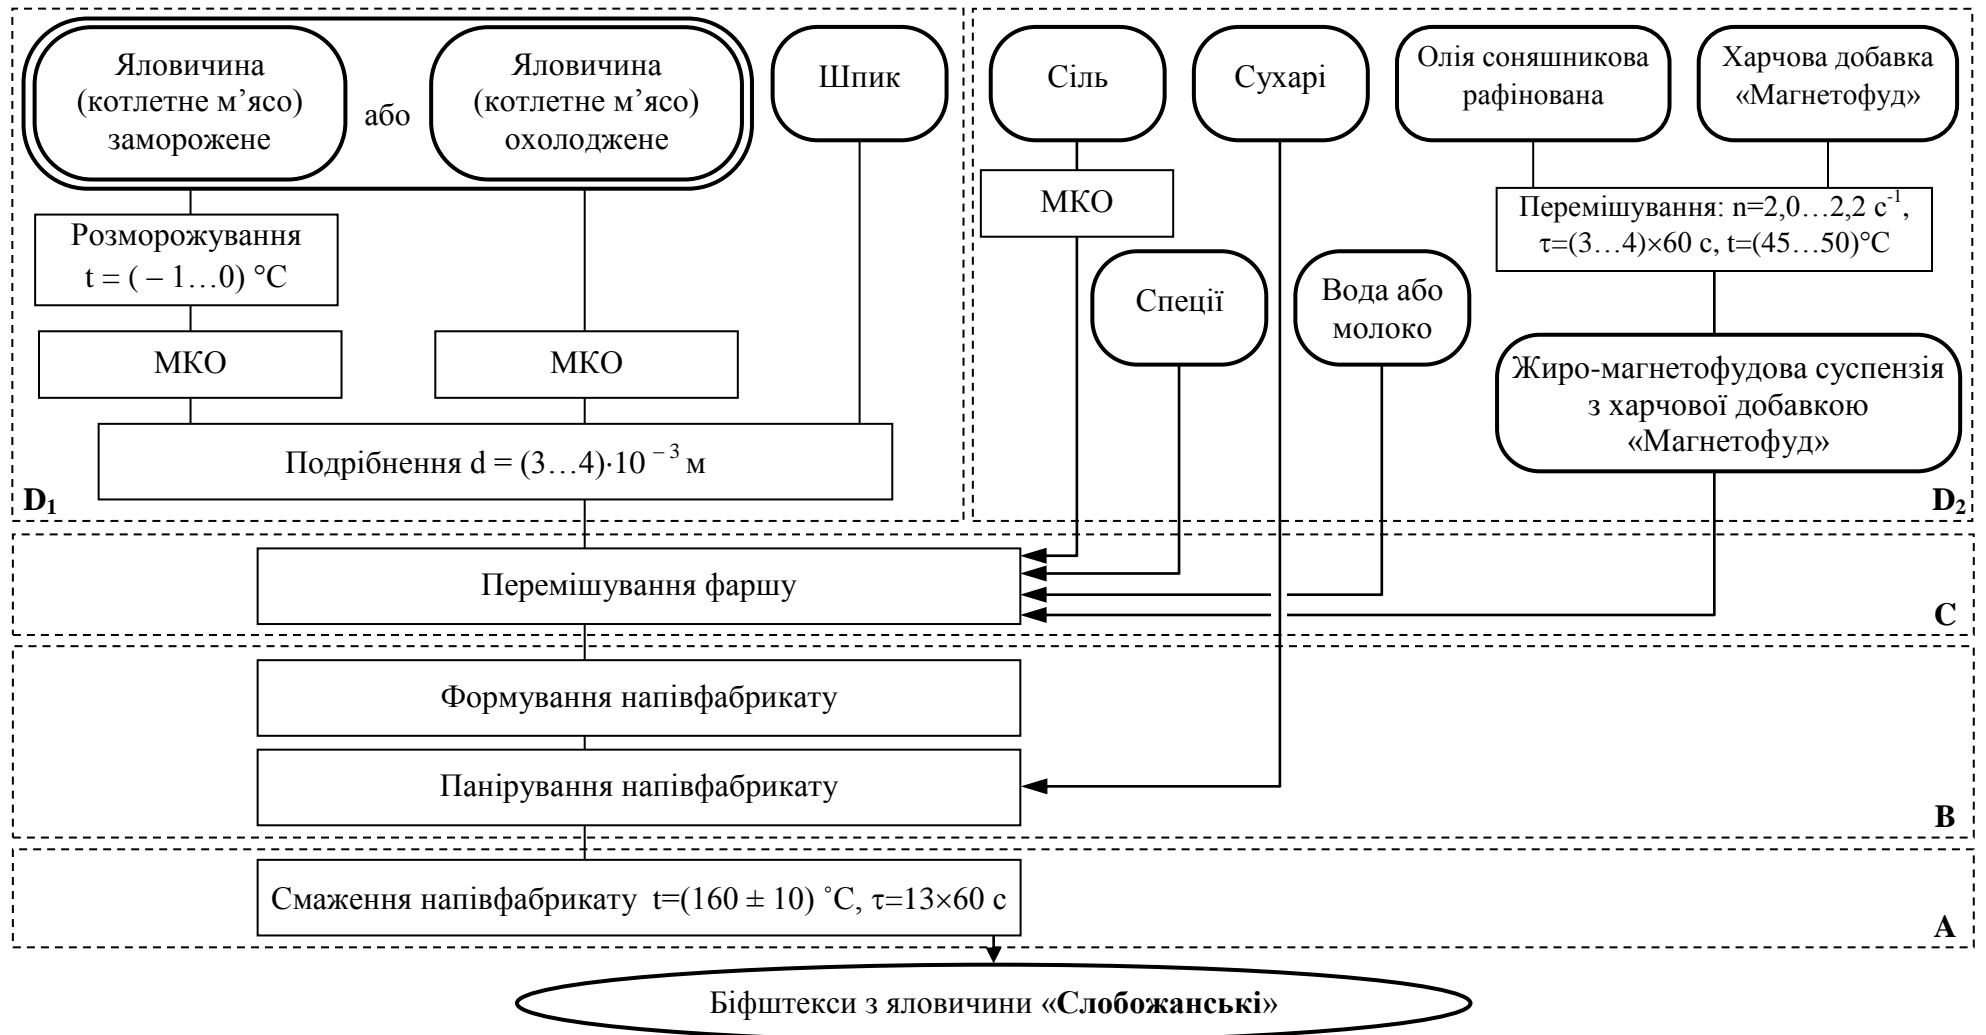 Яловичина
(котлетне м’ясо)
заморожене
або
Яловичина
(котлетне м’ясо)
охолоджене
Шпик
Сіль
Сухарі
Олія соняшникова
рафінована
Харчова добавка
«Магнетофуд»
МКО
Перемішування: n=2,0…2,2 с⁻¹,
τ=(3…4)×60 с, t=(45…50)°С
Розморожування
t = ( – 1…0) °С
Спеції
Вода або
молоко
МКО
МКО
Жиро-магнетофудова суспензія
з харчової добавкою
«Магнетофуд»
Подрібнення d = (3…4)·10 ⁻ ³ м
D₁
D₂
Перемішування фаршу
C
Формування напівфабрикату
Панірування напівфабрикату
B
Смаження напівфабрикату t=(160 ± 10) ˚С, τ=13×60 с
A
Біфштекси з яловичини «Слобожанські»